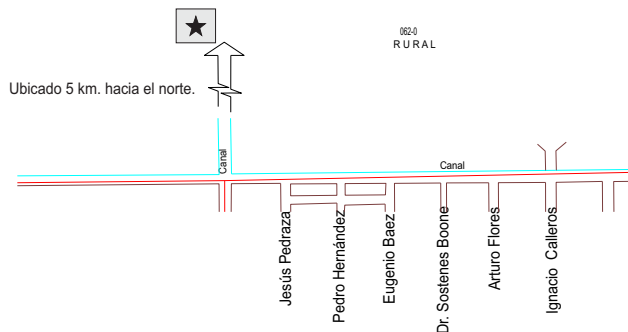 062-0
RURAL
Ubicado 5 km. hacia el norte.
Canal
Canal
Jesús Pedraza
Pedro Hernández
Eugenio Baez
Dr. Sostenes Boone
Arturo Flores
Ignacio Calleros